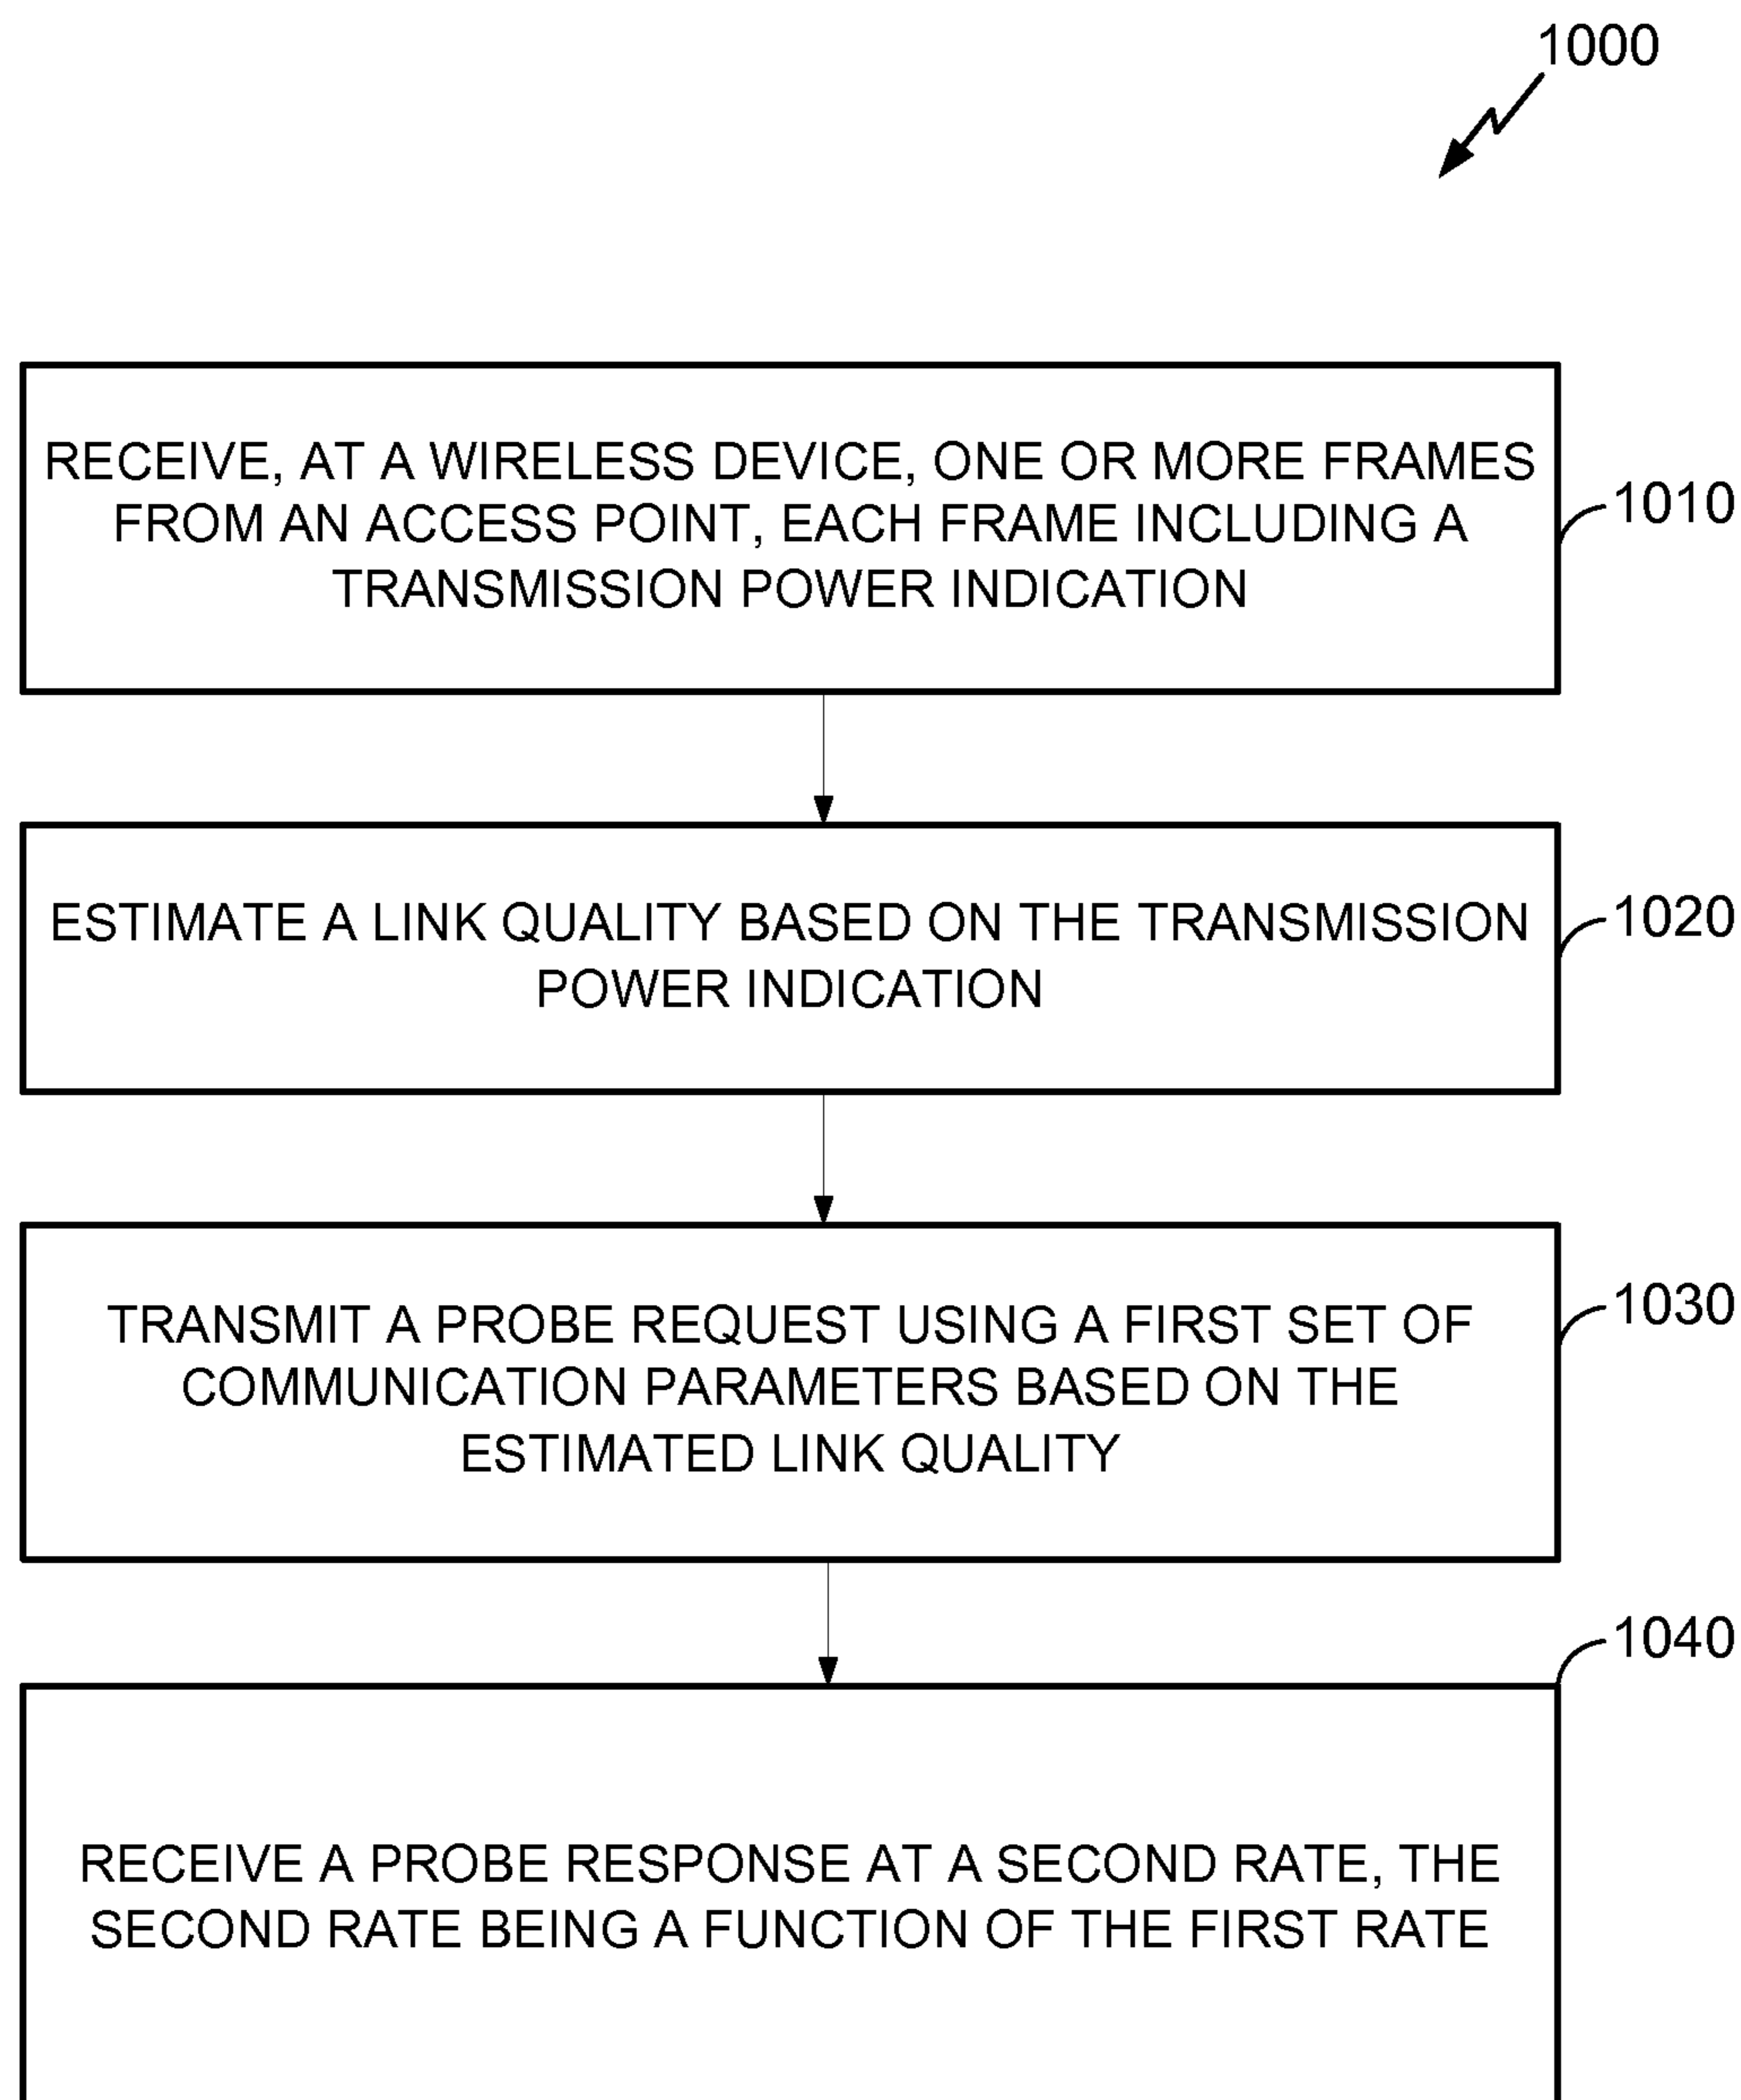 1000
RECEIVE, AT A WIRELESS DEVICE, ONE OR MORE FRAMES
FROM AN ACCESS POINT, EACH FRAME INCLUDING A
TRANSMISSION POWER INDICATION
1010
ESTIMATE A LINK QUALITY BASED ON THE TRANSMISSION
POWER INDICATION
1020
TRANSMIT A PROBE REQUEST USING A FIRST SET OF
COMMUNICATION PARAMETERS BASED ON THE
ESTIMATED LINK QUALITY
1030
1040
RECEIVE A PROBE RESPONSE AT A SECOND RATE, THE
SECOND RATE BEING A FUNCTION OF THE FIRST RATE